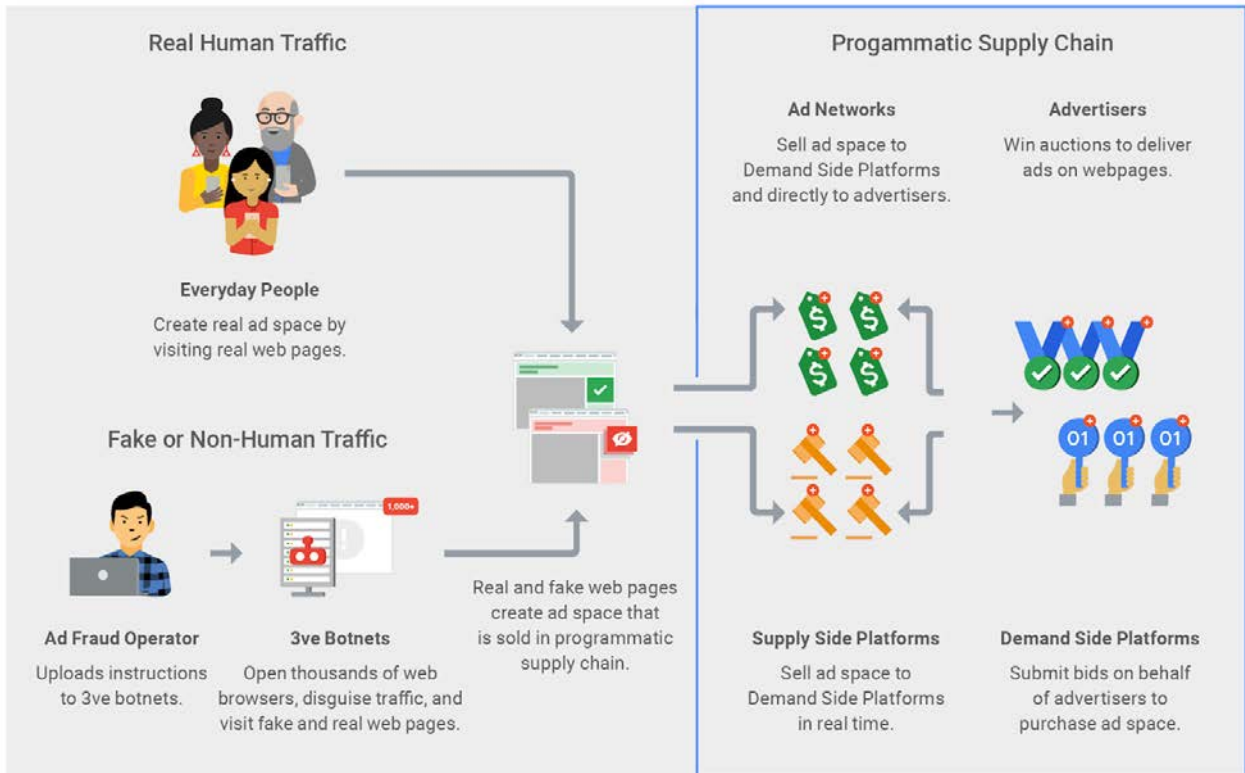 Real Human Traffic
Everyday People
Create real ad space by
visiting real web pages.
Fake or Non-Human Traffic
1,000+
Ad Fraud Operator
Uploads instructions
to 3ve botnets.
3ve Botnets
Open thousands of web
browsers, disguise traffic, and
visit fake and real web pages.
Real and fake web pages
create ad space that
is sold in programmatic
supply chain.
Progammatic Supply Chain
Ad Networks
Sell ad space to
Demand Side Platforms
and directly to advertisers.
Advertisers
Win auctions to deliver
ads on webpages.
$ $
$ $
01 01 01
Supply Side Platforms
Sell ad space to
Demand Side Platforms
in real time.
Demand Side Platforms
Submit bids on behalf
of advertisers to
purchase ad space.